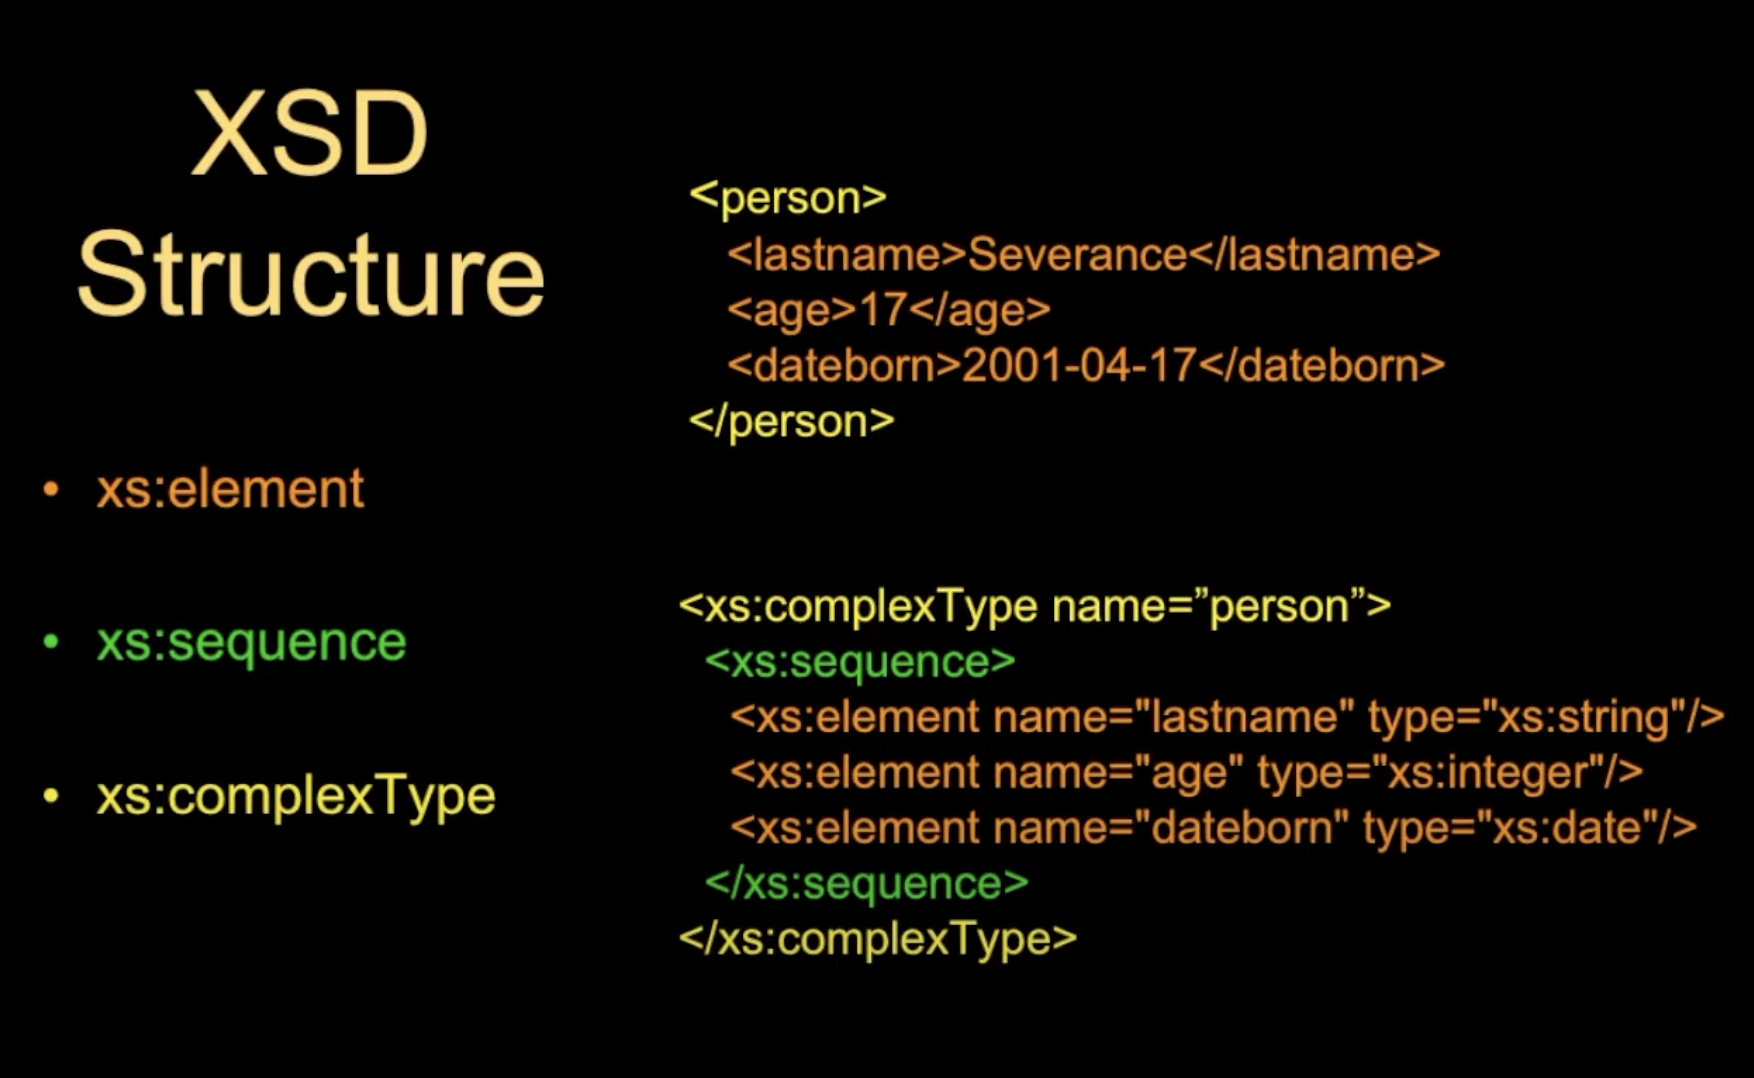 XSD
Structure
• xs:element
• xs:sequence
• xs:complexType
<person>
<lastname>Severance</lastname>
<age>17</age>
<dateborn>2001-04-17</dateborn>
</person>
<xs:complexType name=”person”>
<xs:sequence>
<xs:element name="lastname" type="xs:string"/>
<xs:element name="age" type="xs:integer"/>
<xs:element name="dateborn" type="xs:date"/>
</xs:sequence>
</xs:complexType>